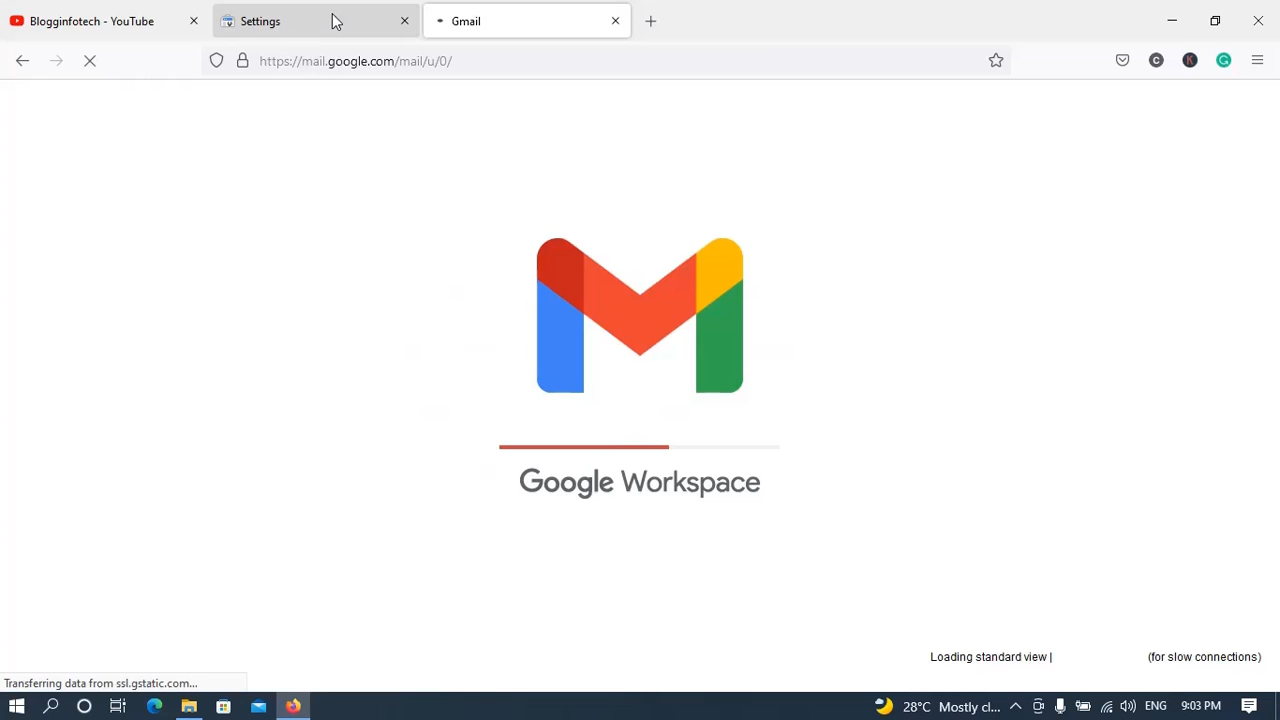 Blogginfotech - YouTube
Settings
Gmail
https://mail.google.com/mail/u/0/
Google Workspace
Loading standard view | (for slow connections)
Transferring data from ssl.gstatic.com...
28°C Mostly cl... ENG 9:03 PM